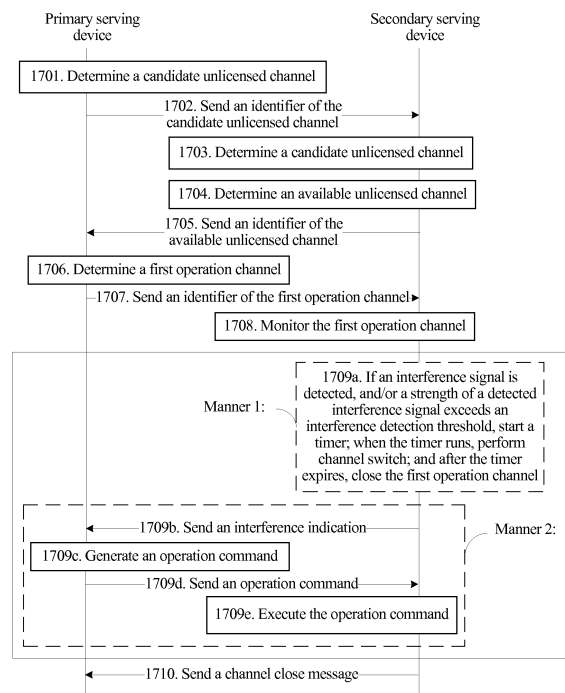 Primary serving
device
Secondary serving
device
1701. Determine a candidate unlicensed channel
1702. Send an identifier of the
candidate unlicensed channel
1703. Determine a candidate unlicensed channel
1704. Determine an available unlicensed channel
1705. Send an identifier of the
available unlicensed channel
1706. Determine a first operation channel
1707. Send an identifier of the first operation channel
1708. Monitor the first operation channel
Manner 1:
1709a. If an interference signal is
detected, and/or a strength of a detected
interference signal exceeds an
interference detection threshold, start a
timer; when the timer runs, perform
channel switch; and after the timer
expires, close the first operation channel
Manner 2:
1709b. Send an interference indication
1709c. Generate an operation command
1709d. Send an operation command
1709e. Execute the operation command
1710. Send a channel close message